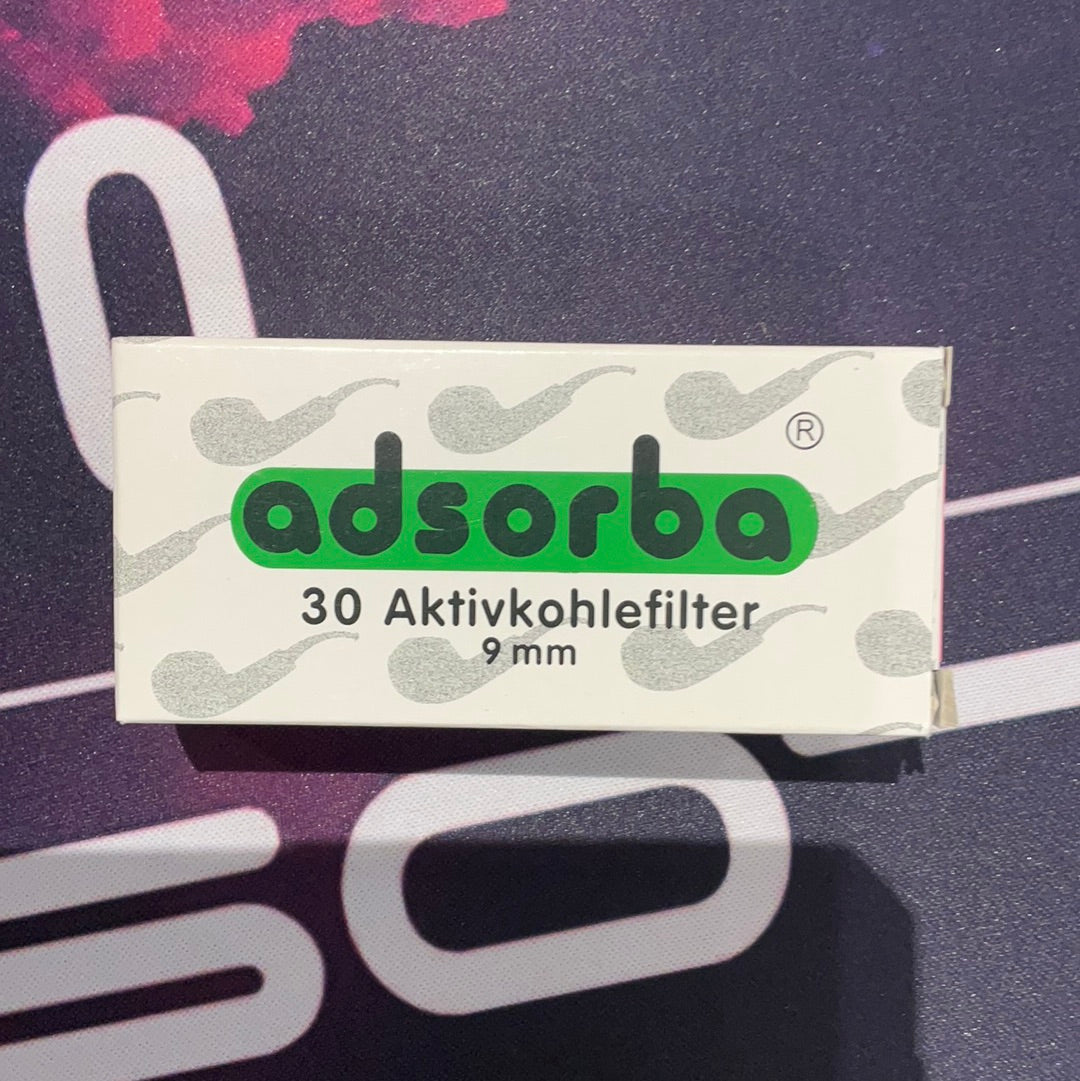 adsorba ®
30 Aktivkohlefilter
9 mm